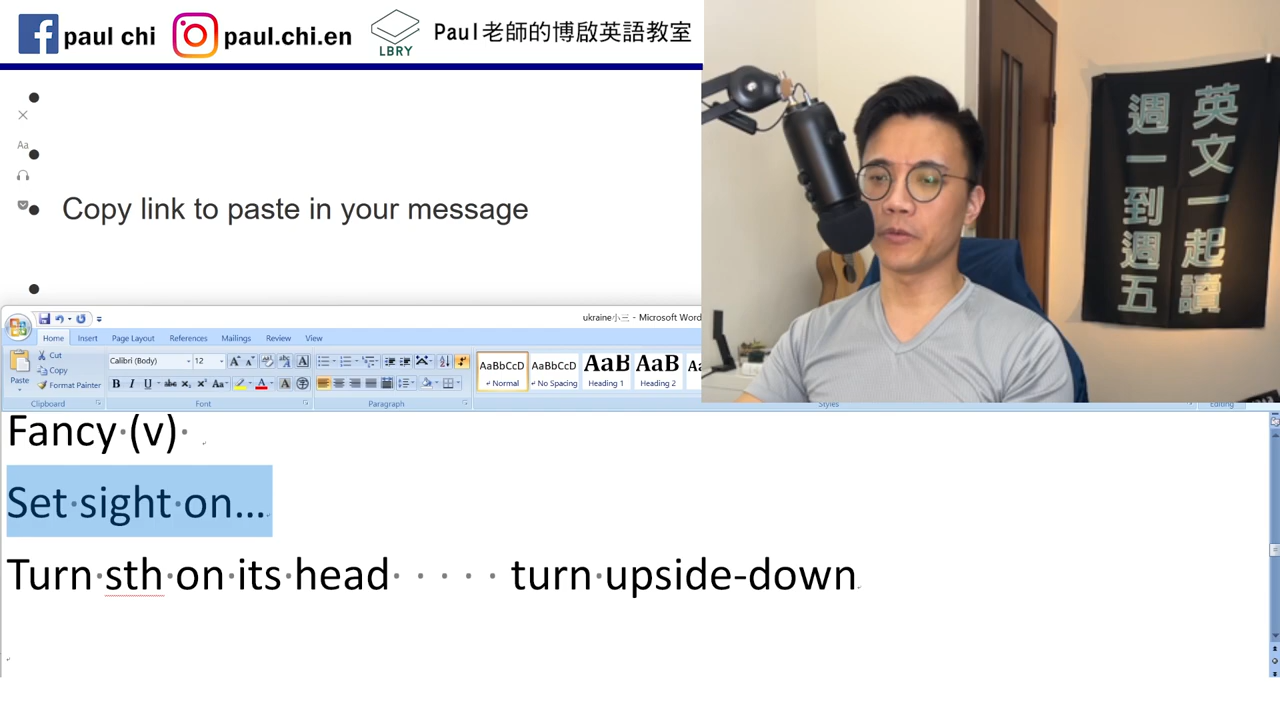 paul chi paul.chi.en LBRY Paul老師的博啟英語教室
Aa
Copy link to paste in your message
ukraine小三 - Microsoft Word
Home Insert Page Layout References Mailings Review View
Paste Cut Copy Format Painter
Calibri (Body) 12
AaBbCcD AaBbCcD AaBb AaB
Normal No Spacing Heading 1 Heading 2
Clipboard Font Paragraph Styles Editing
Fancy (v)
Set sight on...
Turn sth on its head turn upside-down
英文一起讀
週一到週五